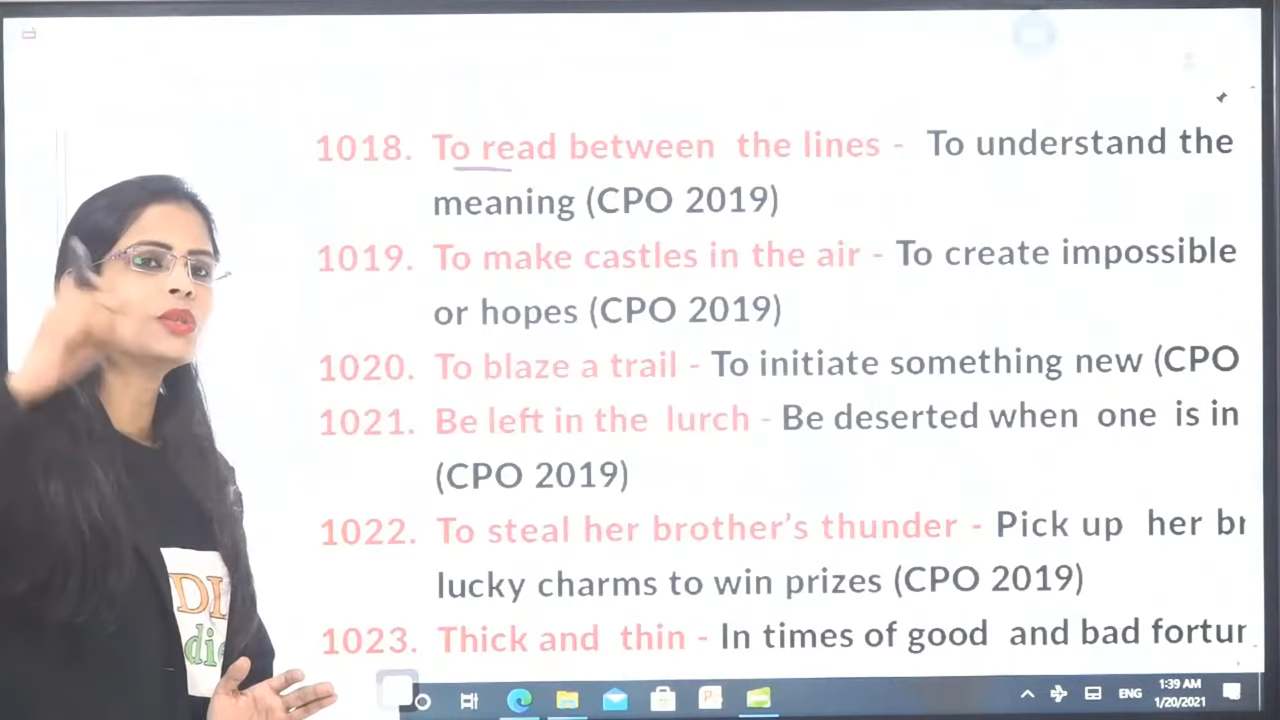 1018. To read between the lines - To understand the
meaning (CPO 2019)
1019. To make castles in the air - To create impossible
or hopes (CPO 2019)
1020. To blaze a trail - To initiate something new (CPO
1021. Be left in the lurch - Be deserted when one is in
(CPO 2019)
1022. To steal her brother's thunder - Pick up her
lucky charms to win prizes (CPO 2019)
1023. Thick and thin - In times of good and bad
DI
die
ENG
1:39 AM
1/20/2021